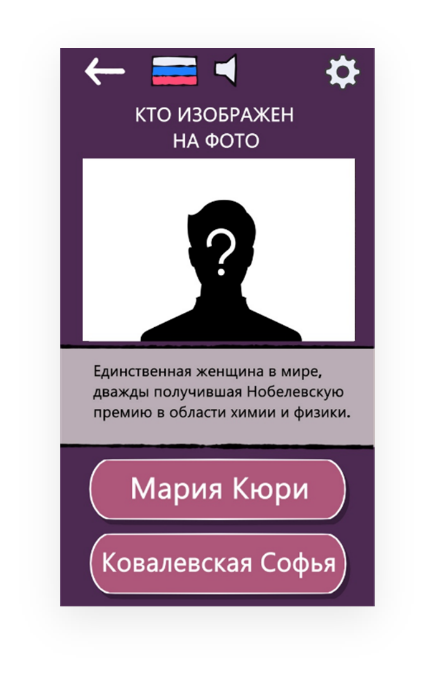 КТО ИЗОБРАЖЕН
НА ФОТО
?
Единственная женщина в мире,
дважды получившая Нобелевскую
премию в области химии и физики.
Мария Кюри
Ковалевская Софья